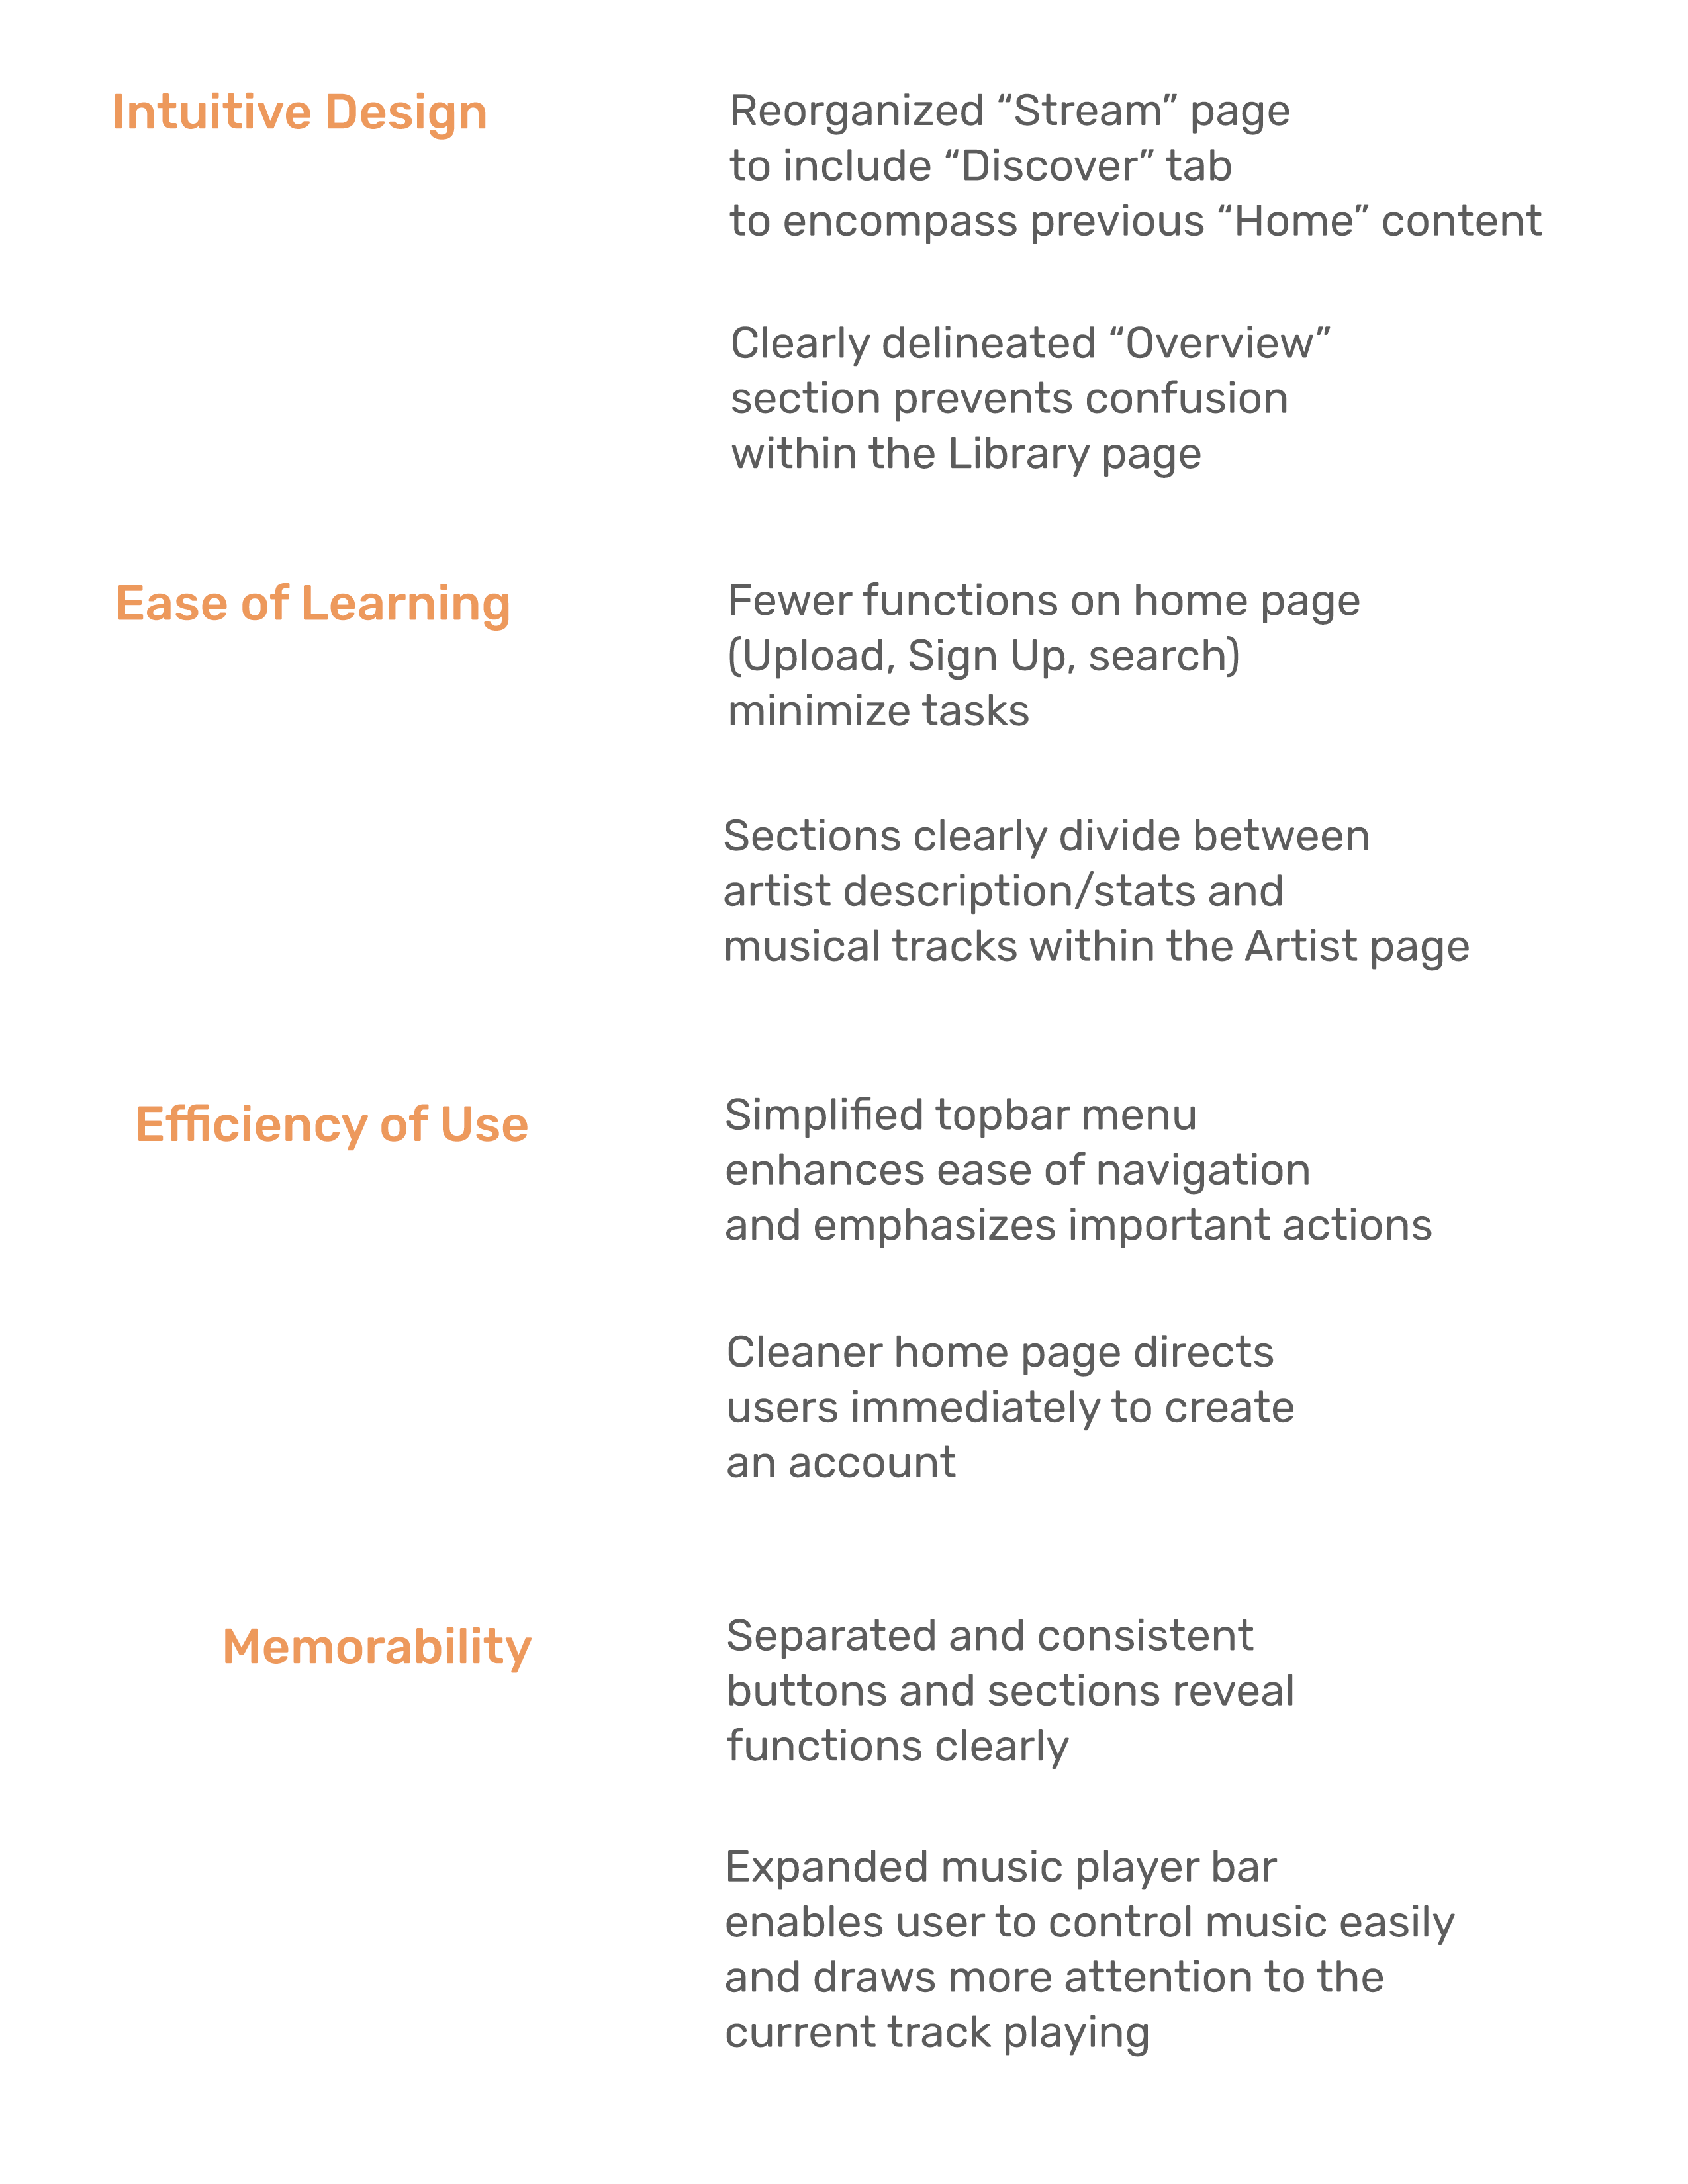 Intuitive Design
Reorganized “Stream” page
to include “Discover” tab
to encompass previous “Home” content
Clearly delineated “Overview”
section prevents confusion
within the Library page
Ease of Learning
Fewer functions on home page
(Upload, Sign Up, search)
minimize tasks
Sections clearly divide between
artist description/stats and
musical tracks within the Artist page
Efficiency of Use
Simplified topbar menu
enhances ease of navigation
and emphasizes important actions
Cleaner home page directs
users immediately to create
an account
Memorability
Separated and consistent
buttons and sections reveal
functions clearly
Expanded music player bar
enables user to control music easily
and draws more attention to the
current track playing